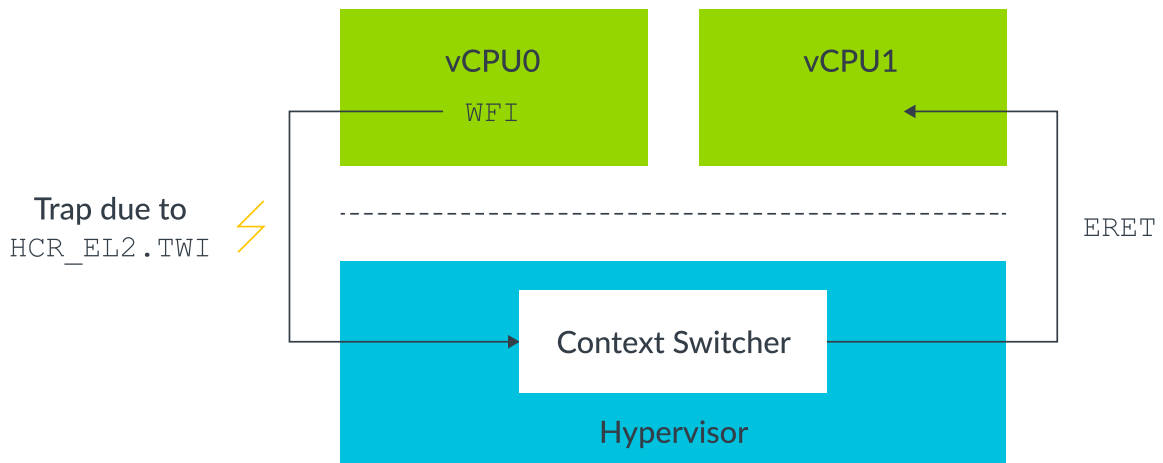 vCPU0
vCPU1
WFI
Trap due to
HCR_EL2.TWI
ERET
Context Switcher
Hypervisor